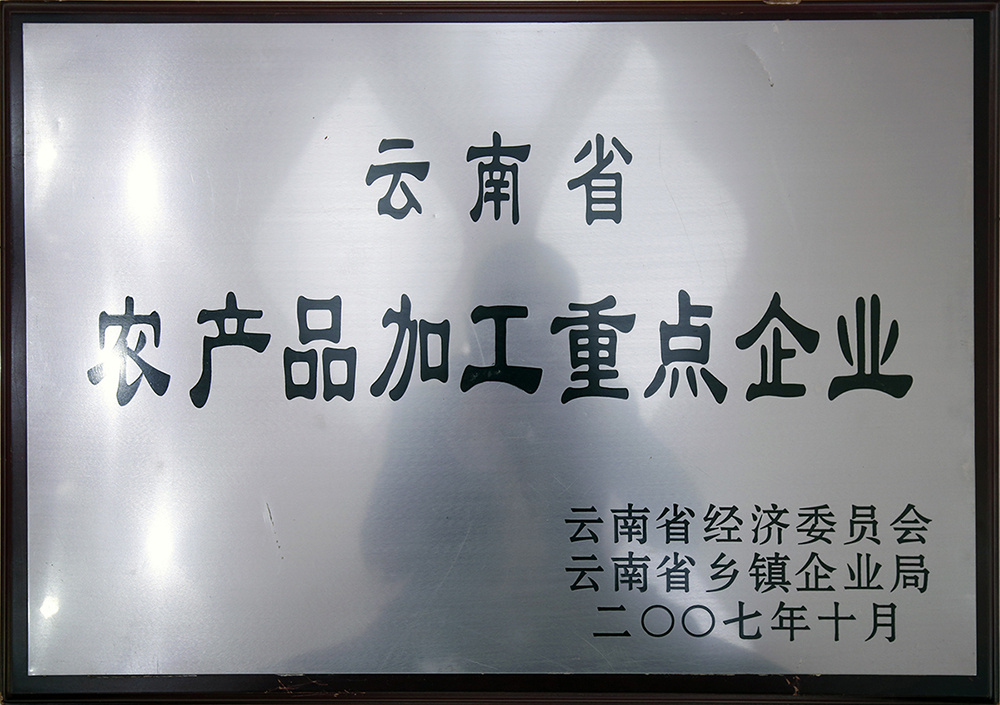 云南省
农产品加工重点企业
云南省经济委员会
云南省乡镇企业局
二〇〇七年十月